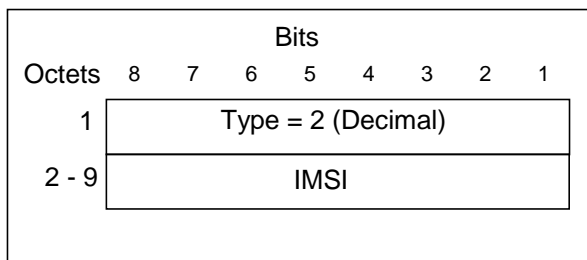 Bits
Octets 8 7 6 5 4 3 2 1
1 Type = 2 (Decimal)
2 - 9 IMSI